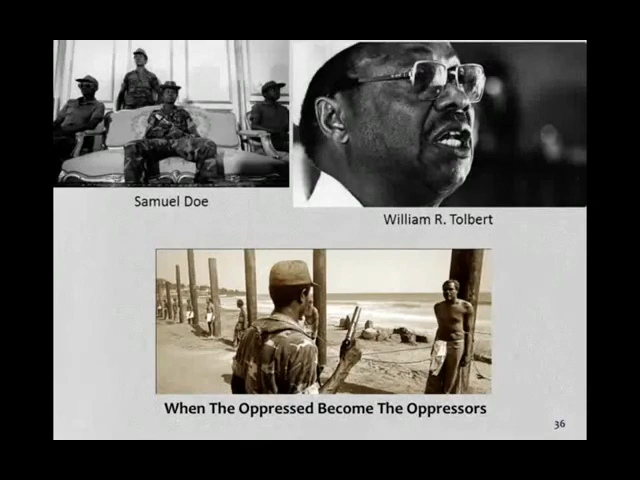 Samuel Doe
William R. Tolbert
When The Oppressed Become The Oppressors
36